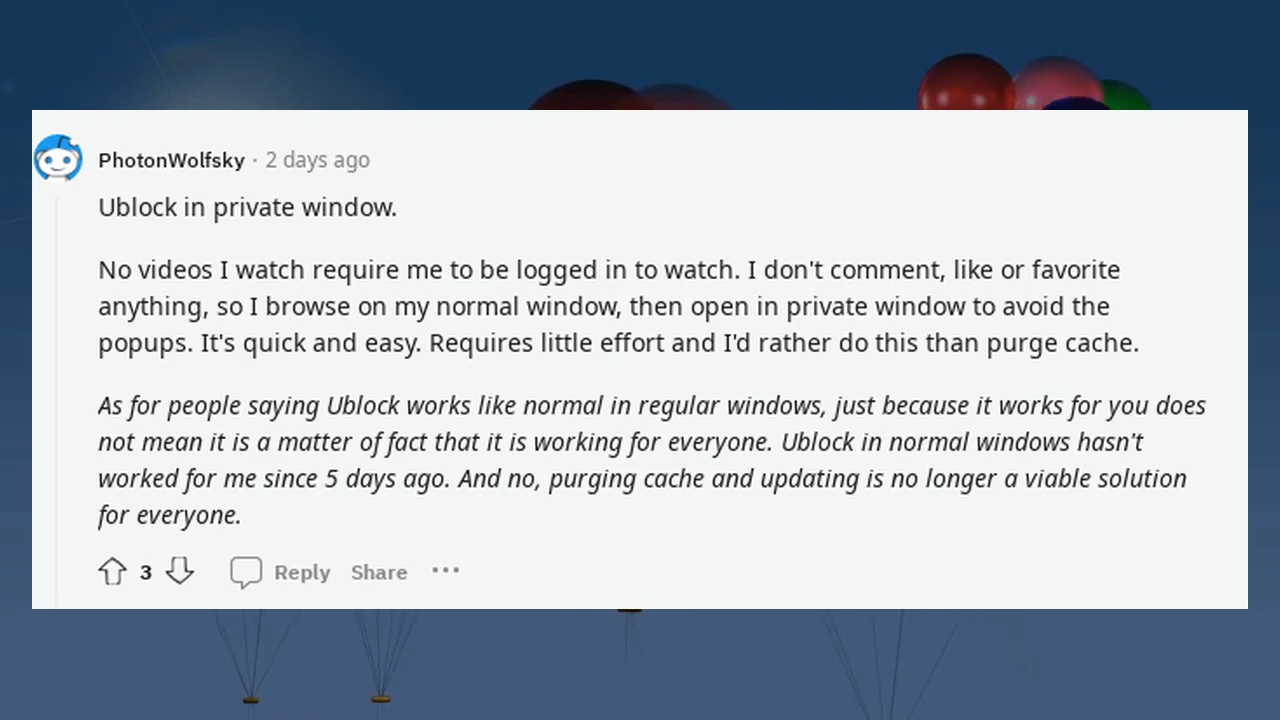 PhotonWolfsky · 2 days ago
Ublock in private window.
No videos I watch require me to be logged in to watch. I don't comment, like or favorite
anything, so I browse on my normal window, then open in private window to avoid the
popups. It's quick and easy. Requires little effort and I'd rather do this than purge cache.
As for people saying Ublock works like normal in regular windows, just because it works for you does
not mean it is a matter of fact that it is working for everyone. Ublock in normal windows hasn't
worked for me since 5 days ago. And no, purging cache and updating is no longer a viable solution
for everyone.
3 Reply Share ···